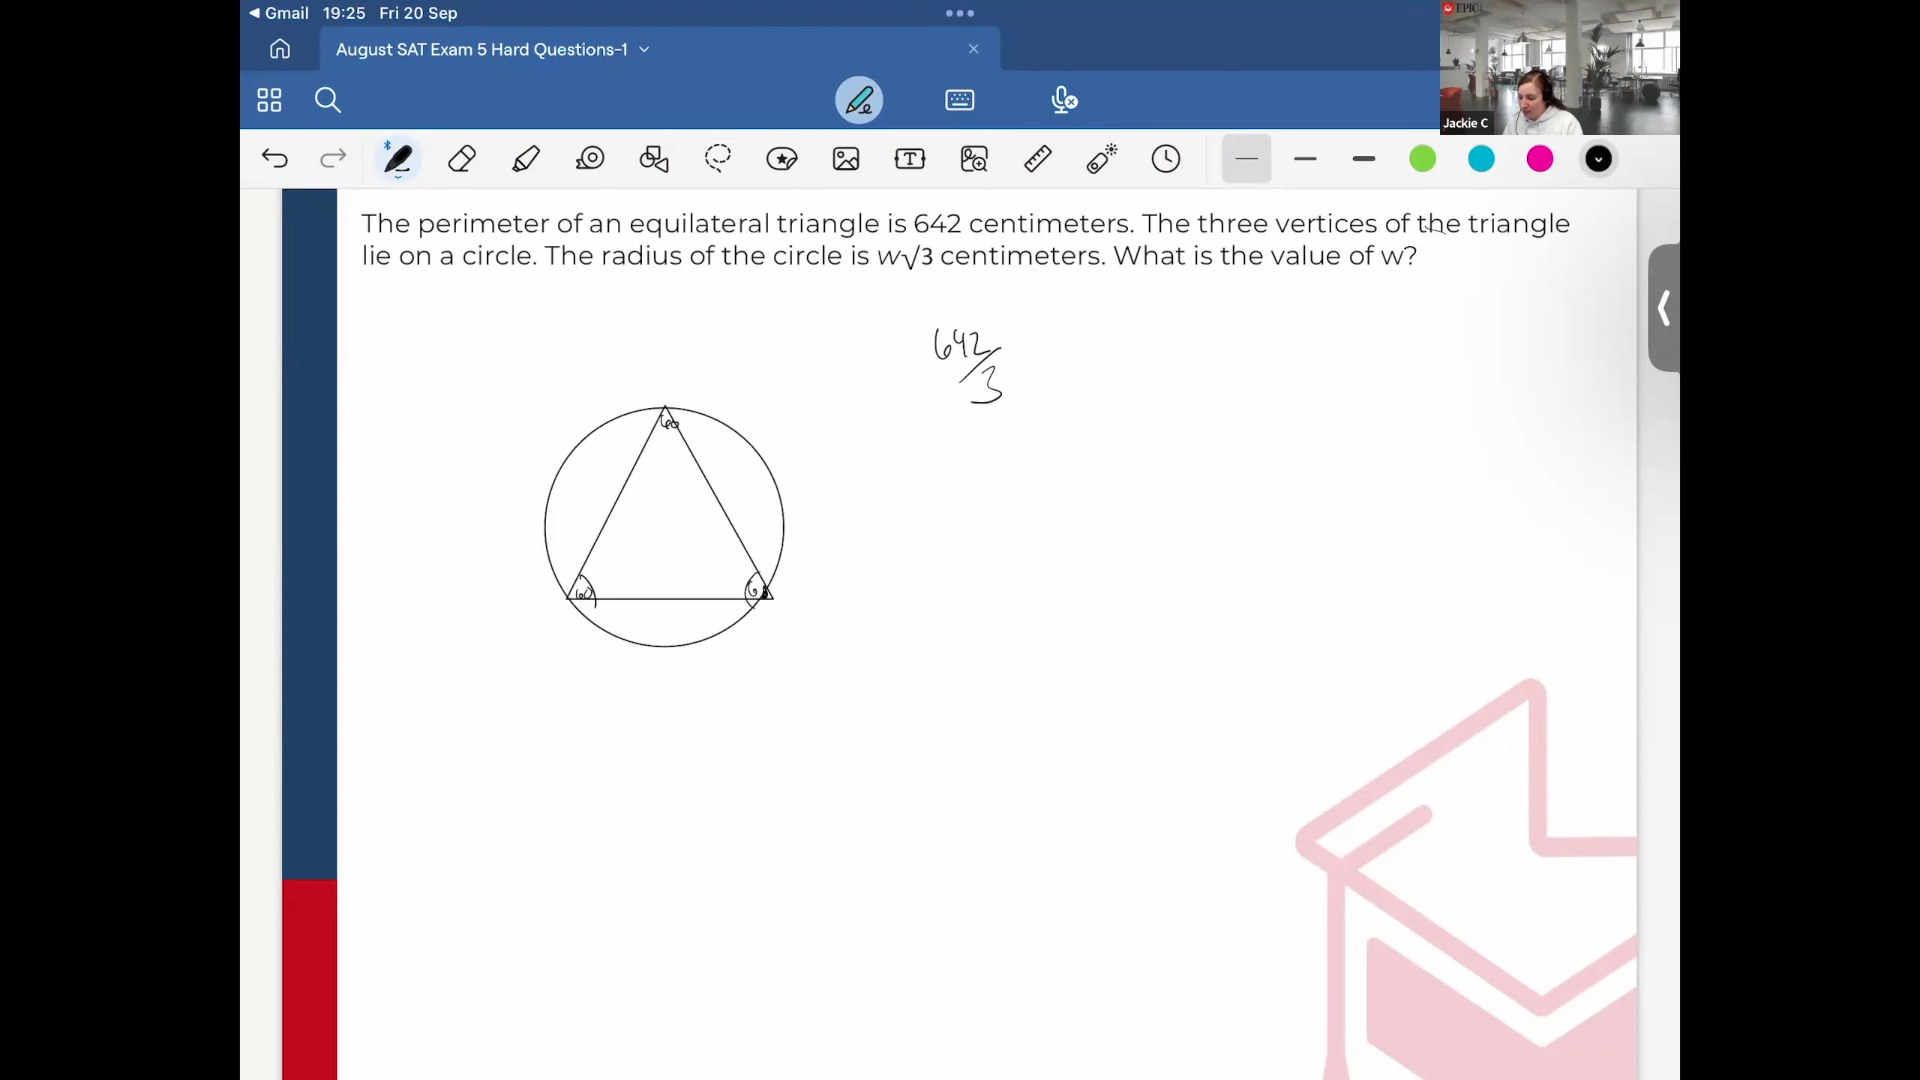 Gmail 19:25 Fri 20 Sep
EPIC
August SAT Exam 5 Hard Questions-1
Jackie C
T
The perimeter of an equilateral triangle is 642 centimeters. The three vertices of the triangle
lie on a circle. The radius of the circle is w√3 centimeters. What is the value of w?
642/3
60
60
6